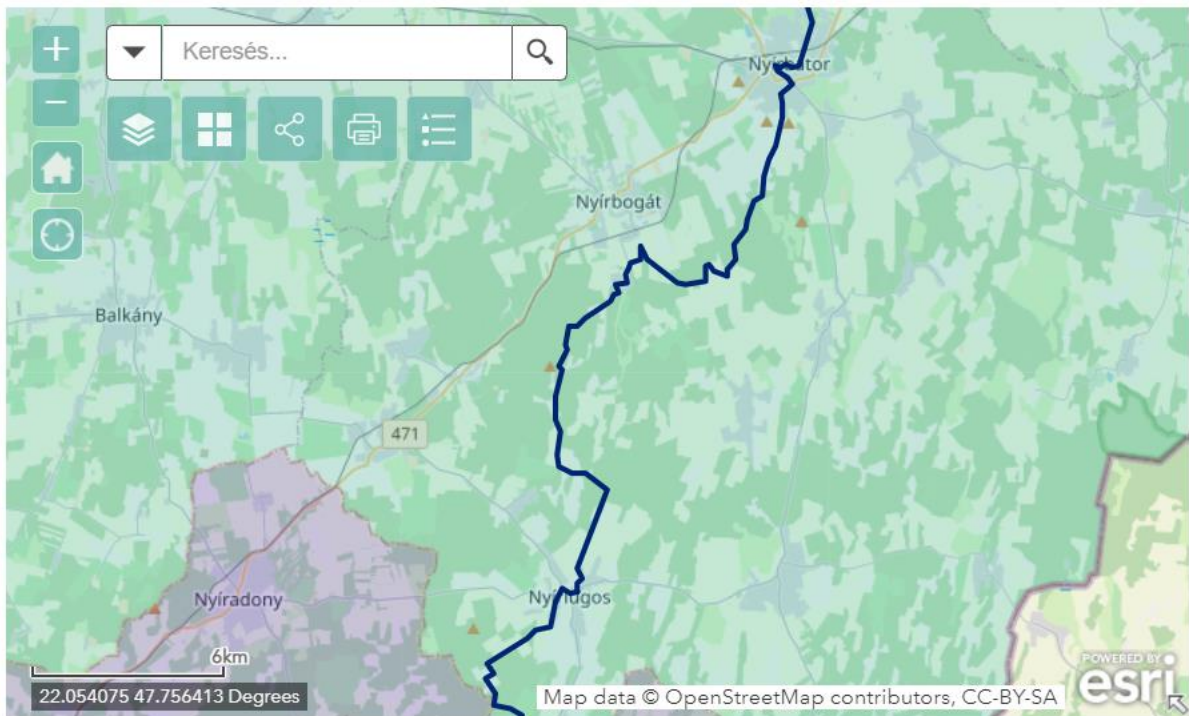 +
Keresés...
Nyírbátor
−
Nyírbogát
Balkány
471
Nyíradony
Nyírlugos
6km
22.054075 47.756413 Degrees
Map data © OpenStreetMap contributors, CC-BY-SA
POWERED BY
esri